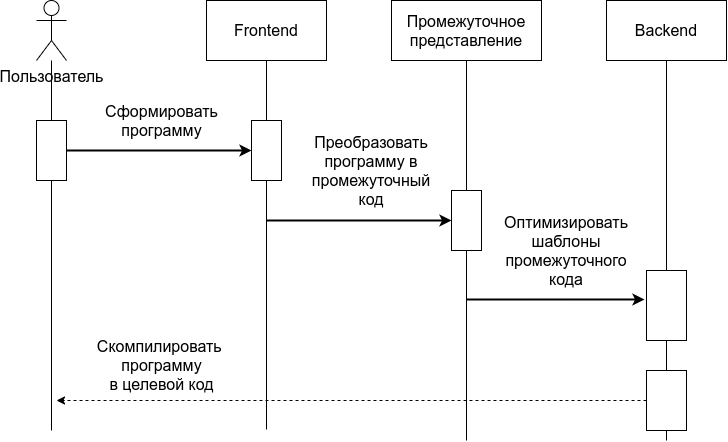 Пользователь
Frontend
Промежуточное
представление
Backend
Сформировать
программу
Преобразовать
программу в
промежуточный
код
Оптимизировать
шаблоны
промежуточного
кода
Скомпилировать
программу
в целевой код